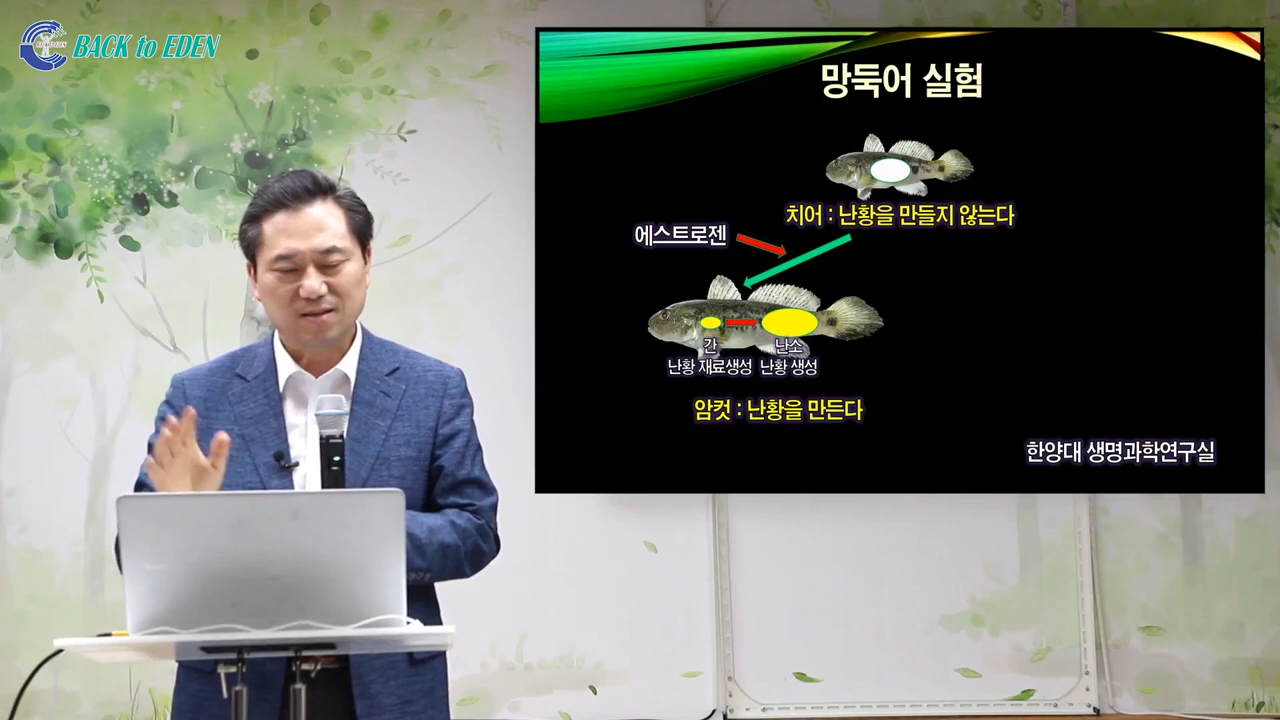 BACK to EDEN
망둑어 실험
치어 : 난황을 만들지 않는다
에스트로젠
간
난소
난황 재료생성
난황 생성
암컷 : 난황을 만든다
한양대 생명과학연구실